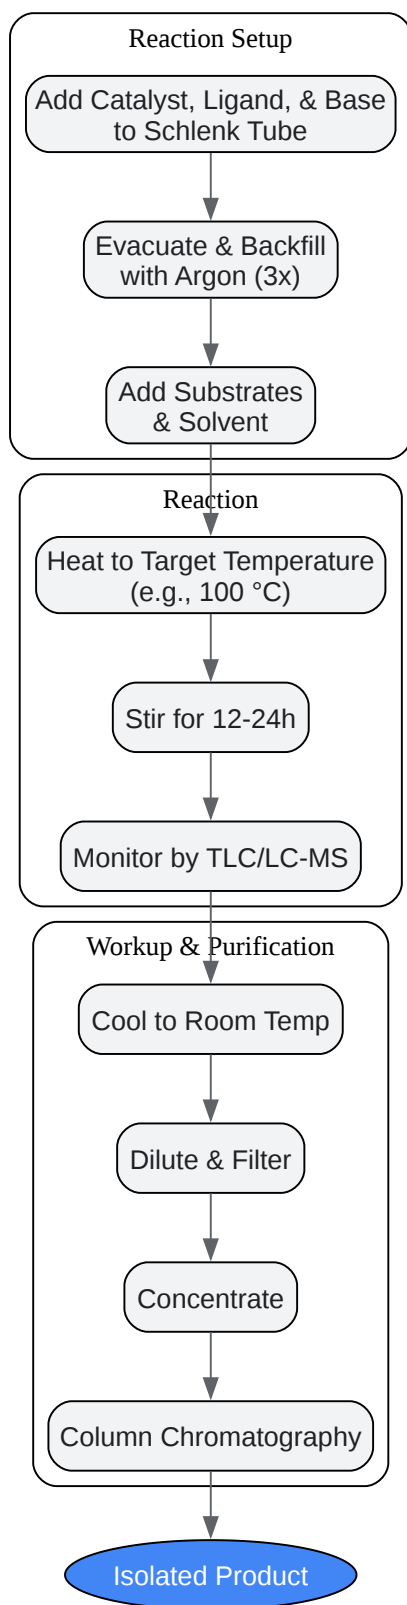 Reaction Setup
Add Catalyst, Ligand, & Base
to Schlenk Tube
Evacuate & Backfill
with Argon (3x)
Add Substrates
& Solvent
Reaction
Heat to Target Temperature
(e.g., 100 °C)
Stir for 12-24h
Monitor by TLC/LC-MS
Workup & Purification
Cool to Room Temp
Dilute & Filter
Concentrate
Column Chromatography
Isolated Product